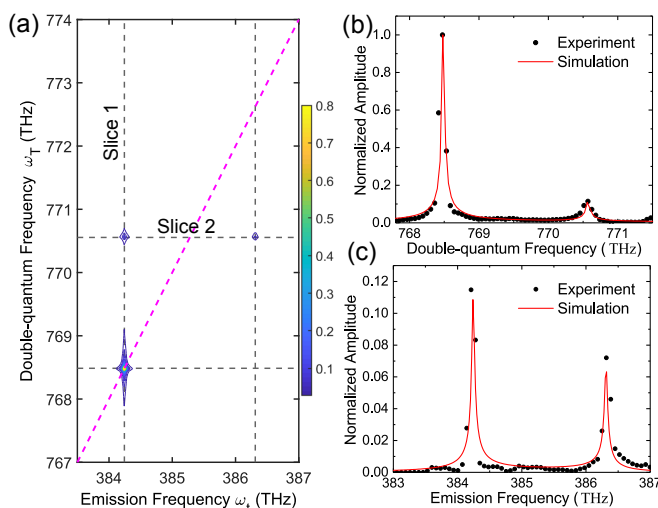 (a)
774
773
772
771
770
769
768
767
Double-quantum Frequency ω_T (THz)
Slice 1
Slice 2
0.8
0.7
0.6
0.5
0.4
0.3
0.2
0.1
384 385 386 387
Emission Frequency (THz)
(b)
1.0
0.8
0.6
0.4
0.2
0.0
Normalized Amplitude
Experiment
Simulation
768 769 770 771
Double-quantum Frequency (THz)
(c)
0.12
0.10
0.08
0.06
0.04
0.02
0.00
Normalized Amplitude
Experiment
Simulation
383 384 385 386 387
Emission Frequency (THz)